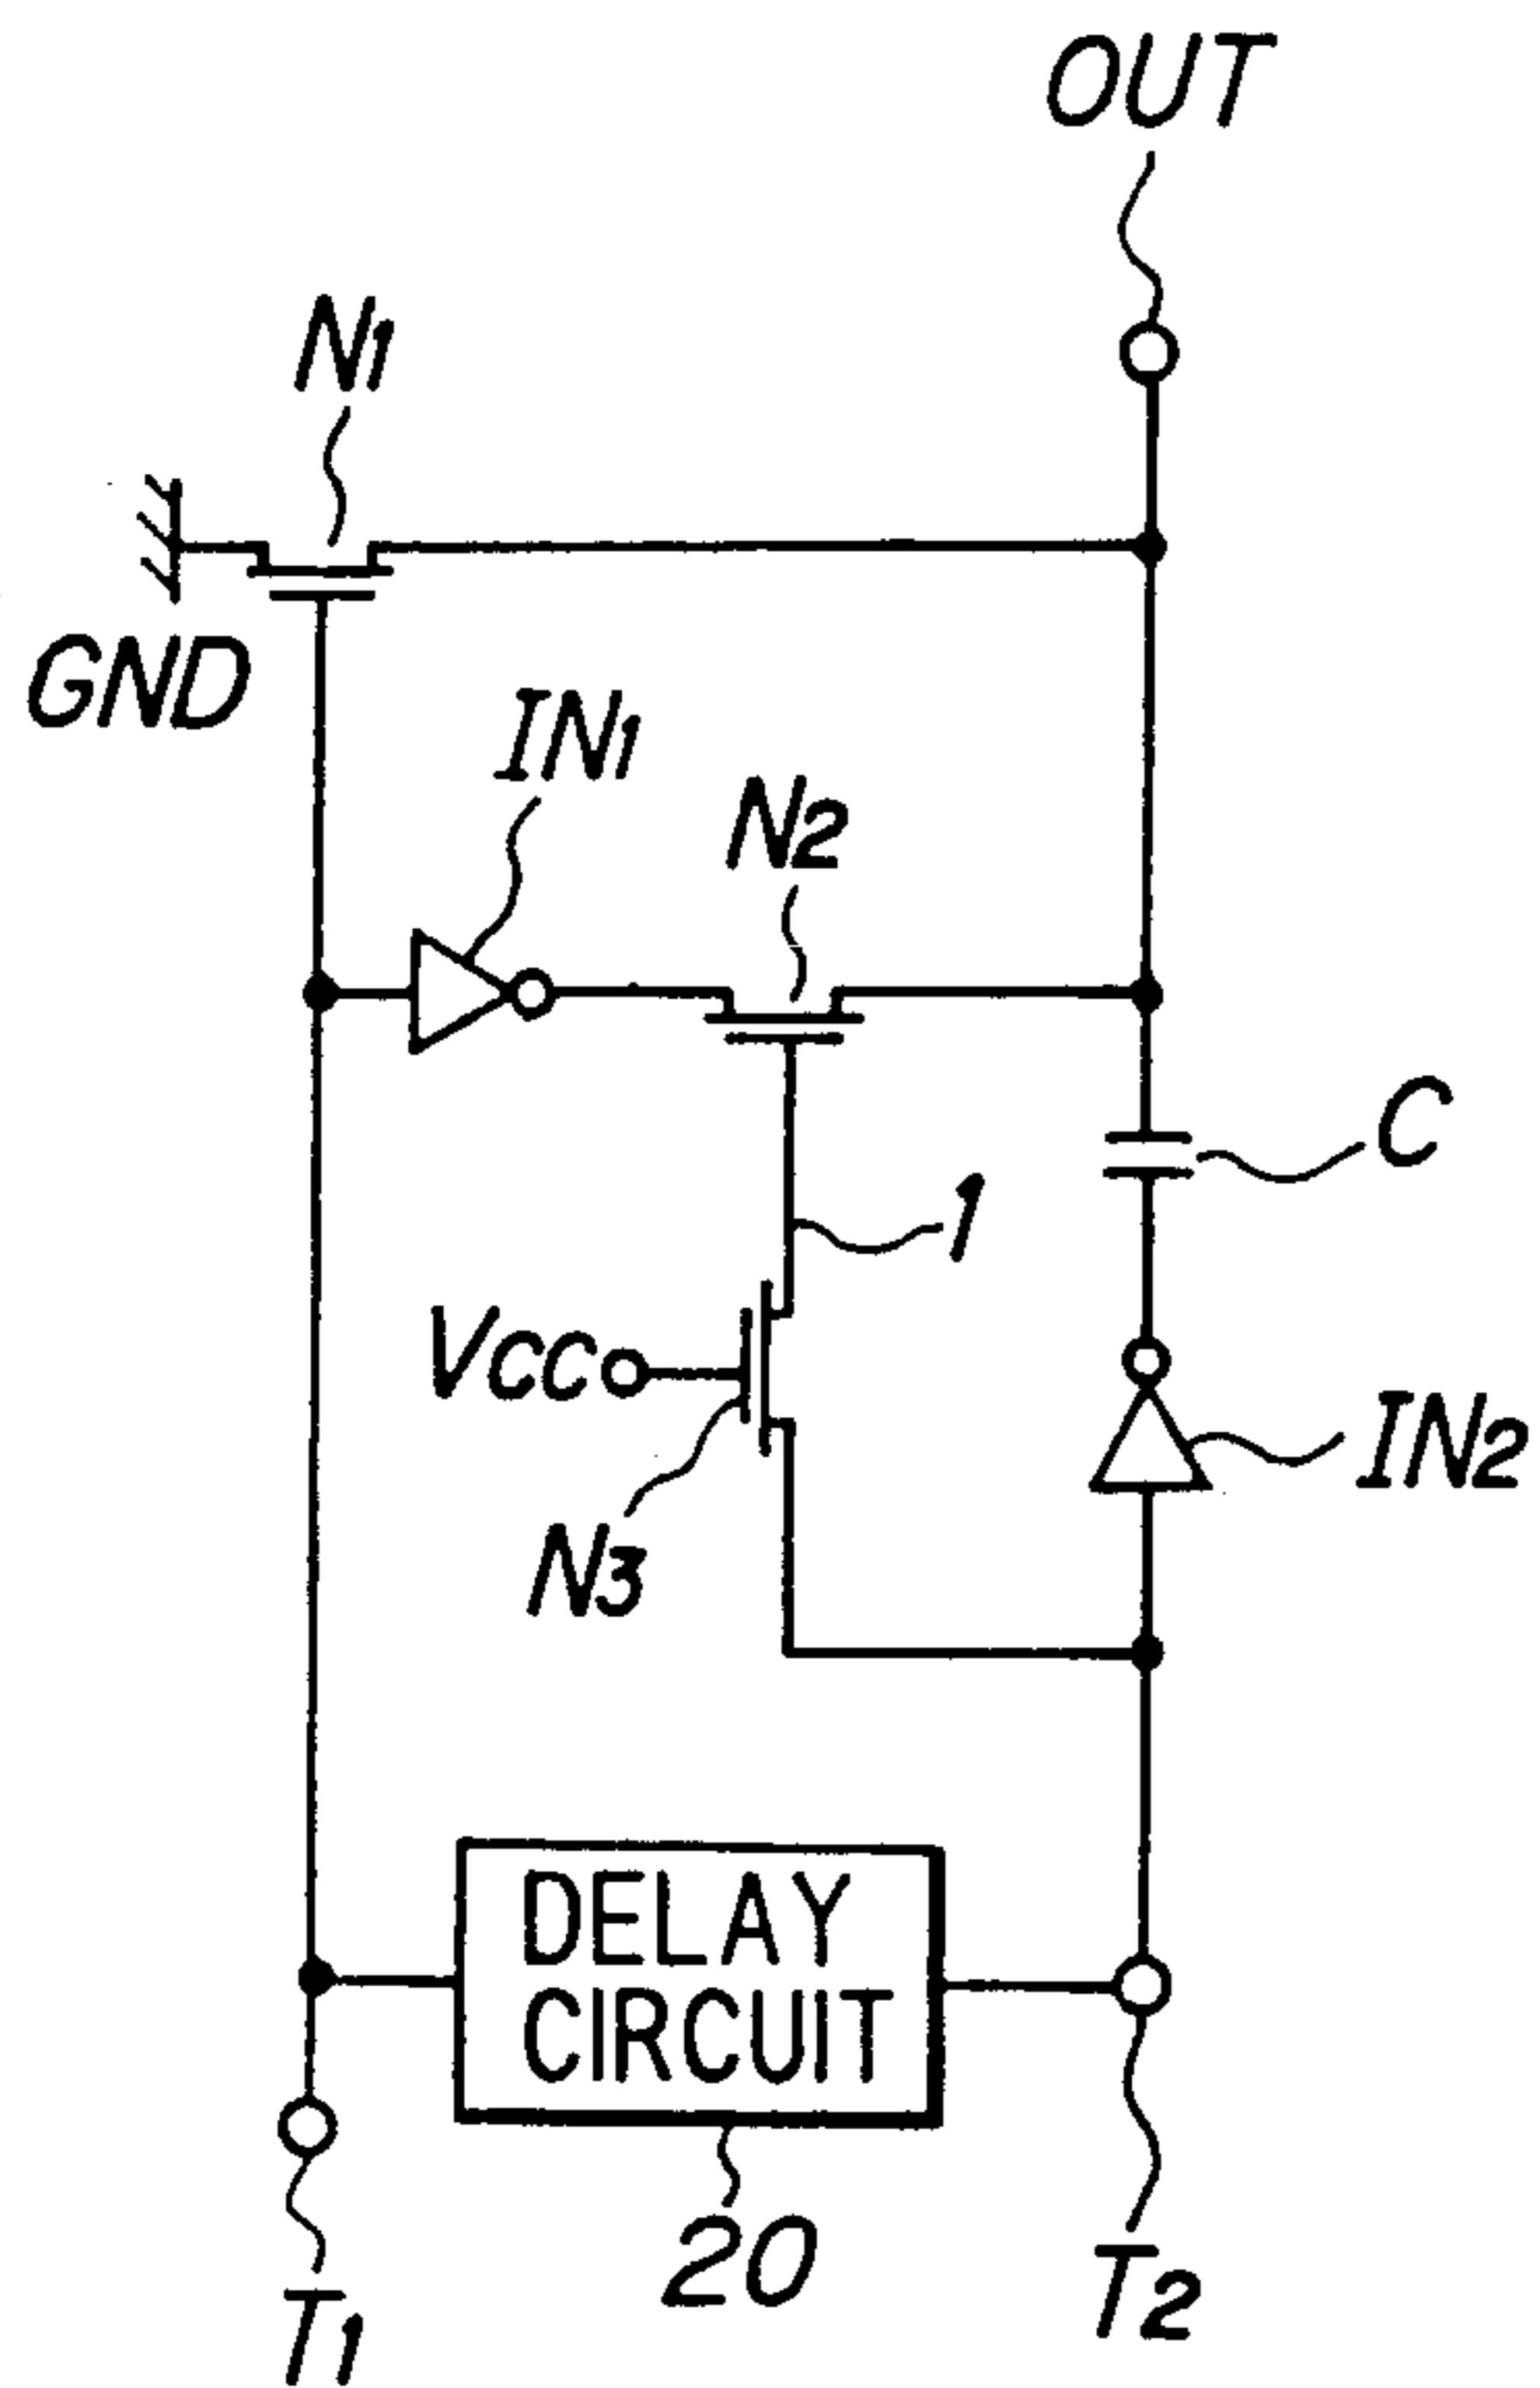 OUT
N1
GND
IN1
N2
C
1
VCC
IN2
N3
DELAY
CIRCUIT
20
T1
T2